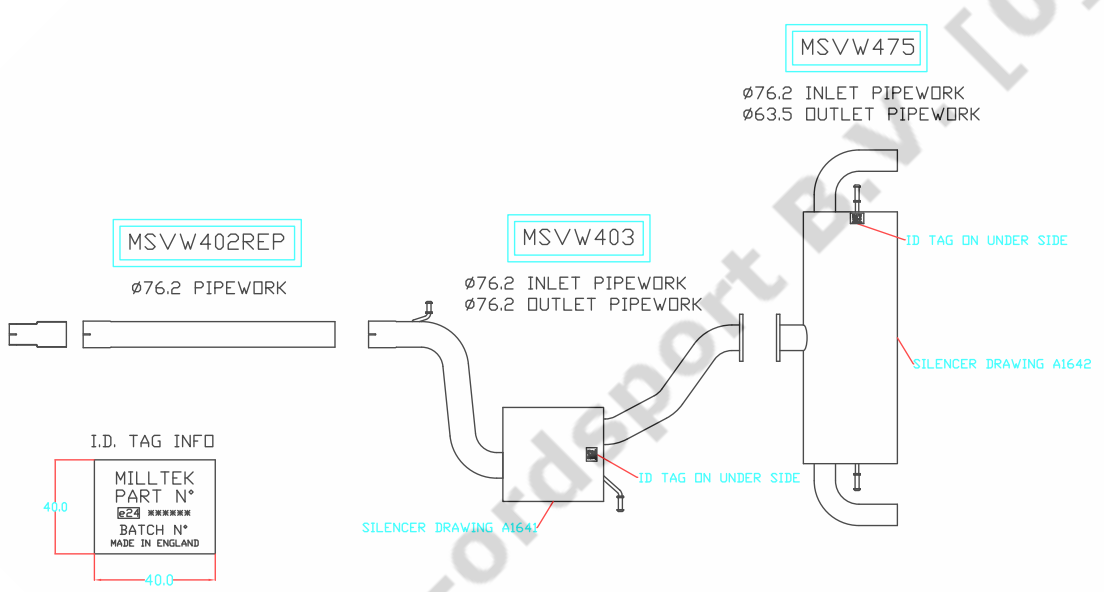 MSVW475
Ø76.2 INLET PIPEWORK
Ø63.5 OUTLET PIPEWORK
ID TAG ON UNDER SIDE
SILENCER DRAWING A1642
MSVW402REP
Ø76.2 PIPEWORK
MSVW403
Ø76.2 INLET PIPEWORK
Ø76.2 OUTLET PIPEWORK
ID TAG ON UNDER SIDE
SILENCER DRAWING A1641
I.D. TAG INFO
MILLTEK
PART N°
e24 ******
BATCH N°
MADE IN ENGLAND
40.0
40.0
ordsport B.V.